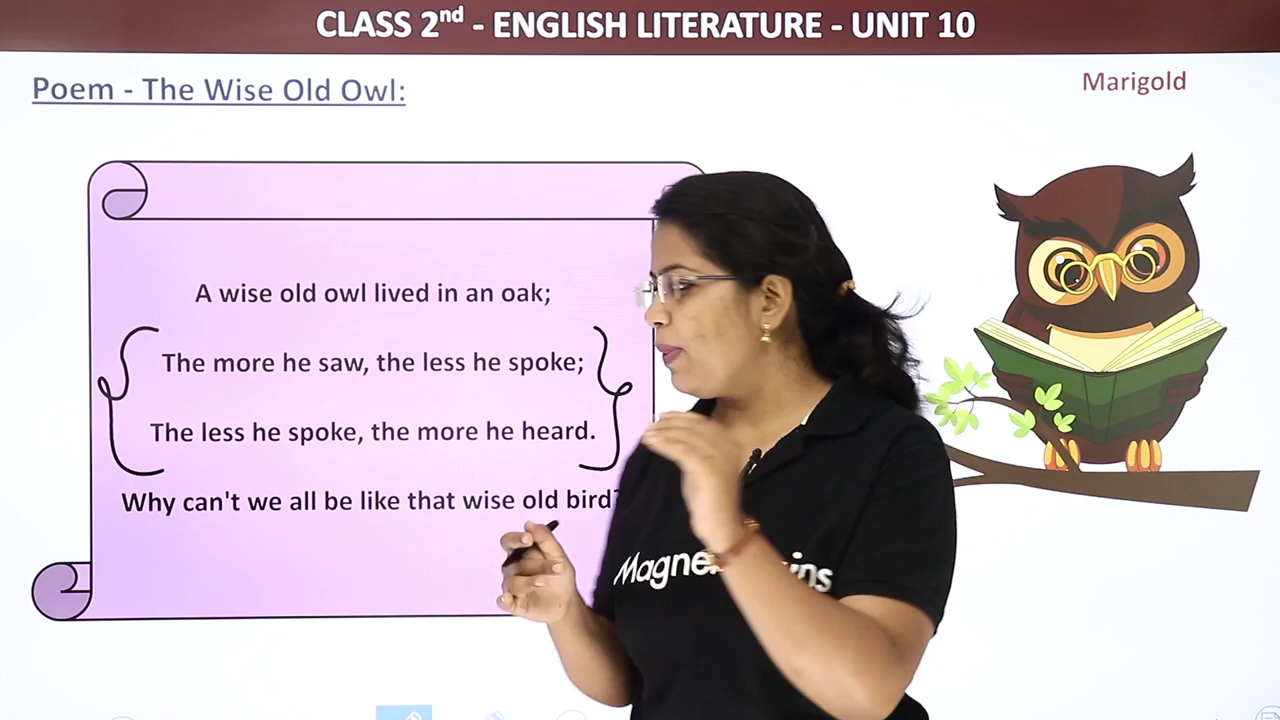 CLASS 2nd - ENGLISH LITERATURE - UNIT 10
Poem - The Wise Old Owl:
Marigold
A wise old owl lived in an oak;
The more he saw, the less he spoke;
The less he spoke, the more he heard.
Why can't we all be like that wise old bird?